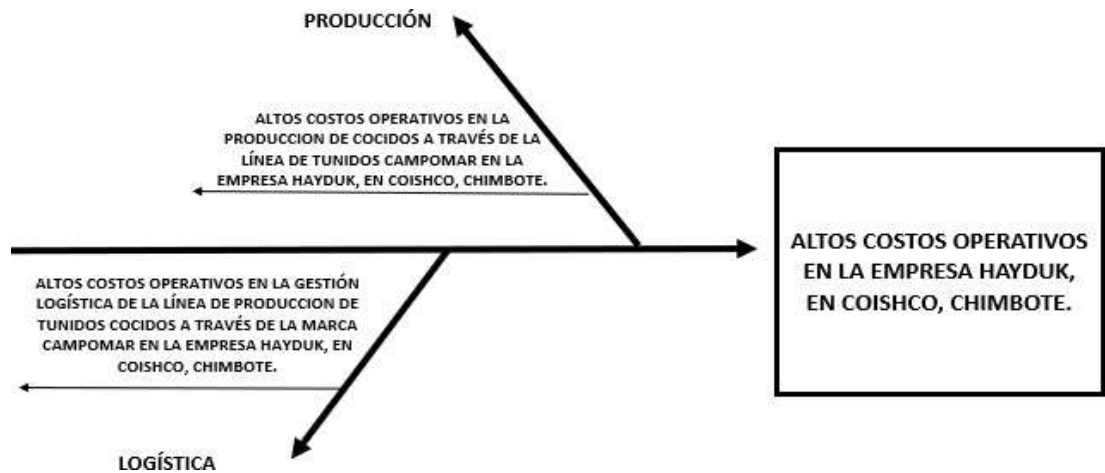 PRODUCCIÓN
ALTOS COSTOS OPERATIVOS EN LA
PRODUCCION DE COCIDOS A TRAVÉS DE LA
LÍNEA DE TUNIDOS CAMPOMAR EN LA
EMPRESA HAYDUK, EN COISHCO, CHIMBOTE.
ALTOS COSTOS OPERATIVOS
EN LA EMPRESA HAYDUK,
EN COISHCO, CHIMBOTE.
ALTOS COSTOS OPERATIVOS EN LA GESTIÓN
LOGÍSTICA DE LA LÍNEA DE PRODUCCION DE
TUNIDOS COCIDOS A TRAVÉS DE LA MARCA
CAMPOMAR EN LA EMPRESA HAYDUK, EN
COISHCO, CHIMBOTE.
LOGÍSTICA